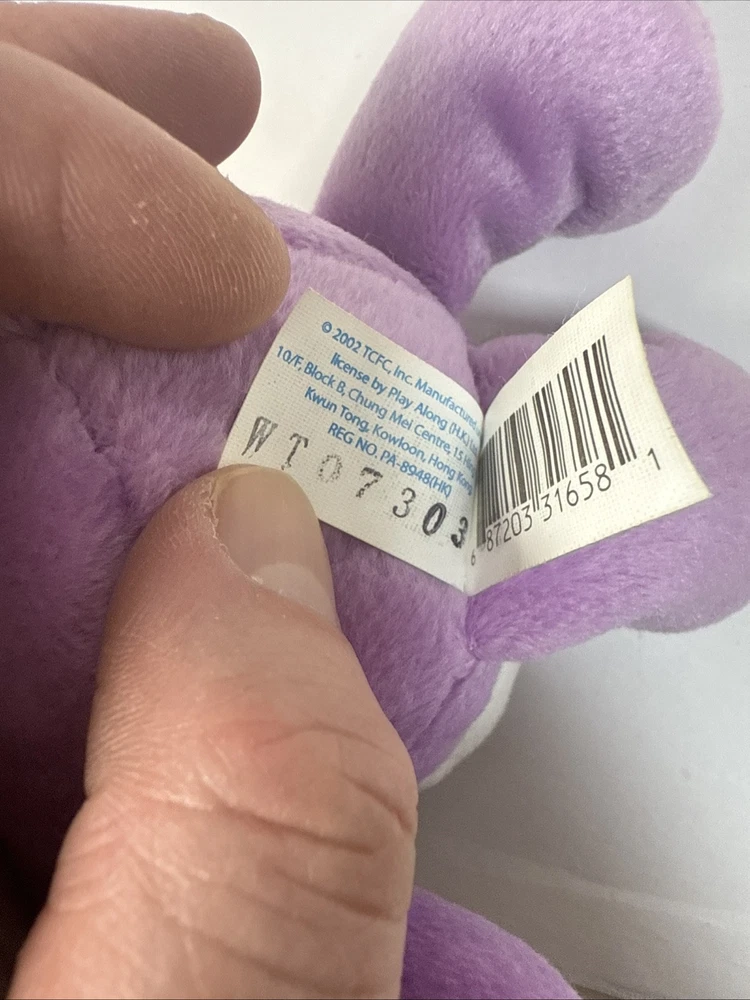 © 2002 TCFC, Inc. Manufactured
license by Play Along (H.K.)
10/F, Block B, Chung Mei Centre, 15
Kwun Tong, Kowloon, Hong Kong
REG NO. PA-8948(HK)
WT07303
6 87203 31658 1